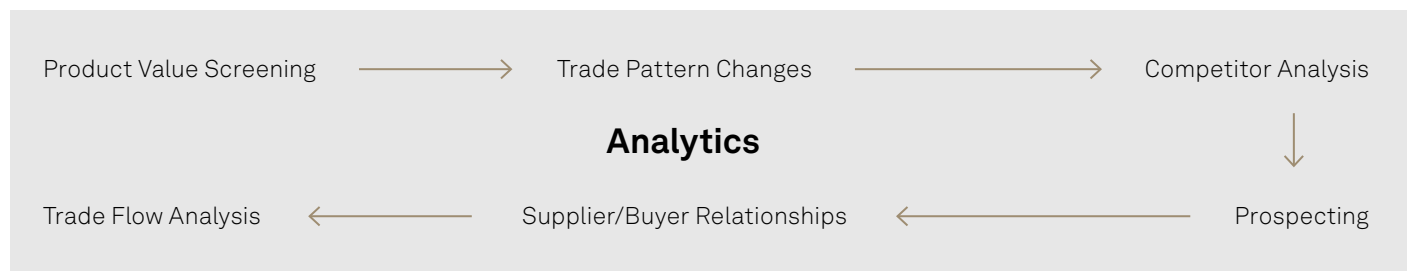 Product Value Screening
Trade Pattern Changes
Competitor Analysis
Analytics
Trade Flow Analysis
Supplier/Buyer Relationships
Prospecting